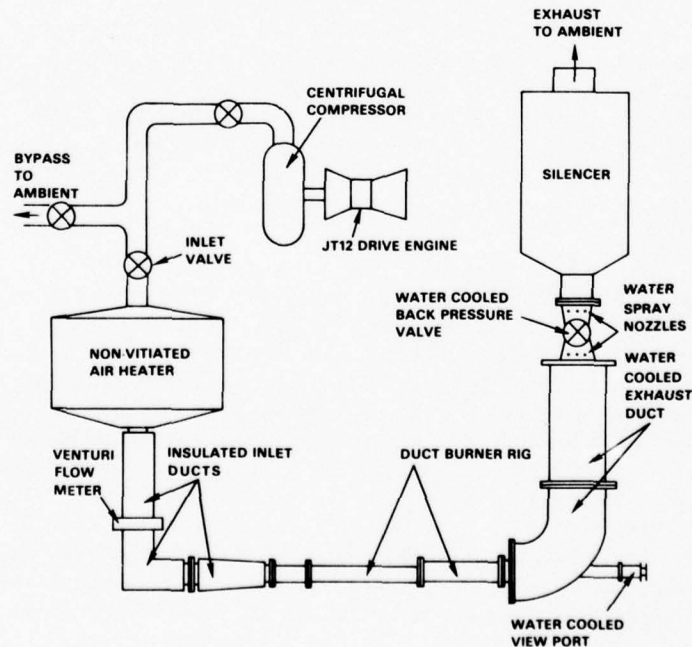 EXHAUST
TO AMBIENT
CENTRIFUGAL
COMPRESSOR
BYPASS
TO
AMBIENT
SILENCER
INLET
VALVE
JT12 DRIVE ENGINE
WATER COOLED
BACK PRESSURE
VALVE
WATER
SPRAY
NOZZLES
NON-VITIATED
AIR HEATER
WATER
COOLED
EXHAUST
DUCT
VENTURI
FLOW
METER
INSULATED INLET
DUCTS
DUCT BURNER RIG
WATER COOLED
VIEW PORT